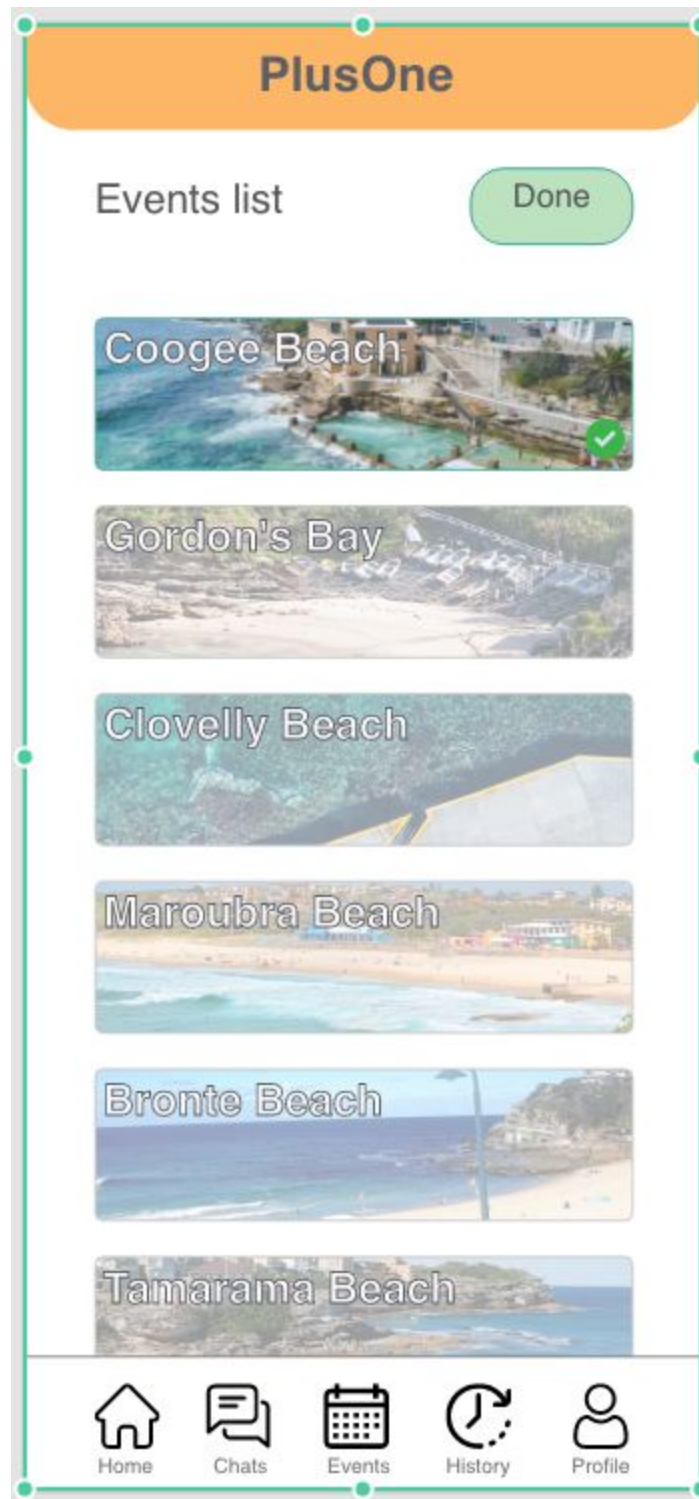 PlusOne
Events list
Done
Coogee Beach
Gordon's Bay
Clovelly Beach
Maroubra Beach
Bronte Beach
Tamarama Beach
Home
Chats
Events
History
Profile